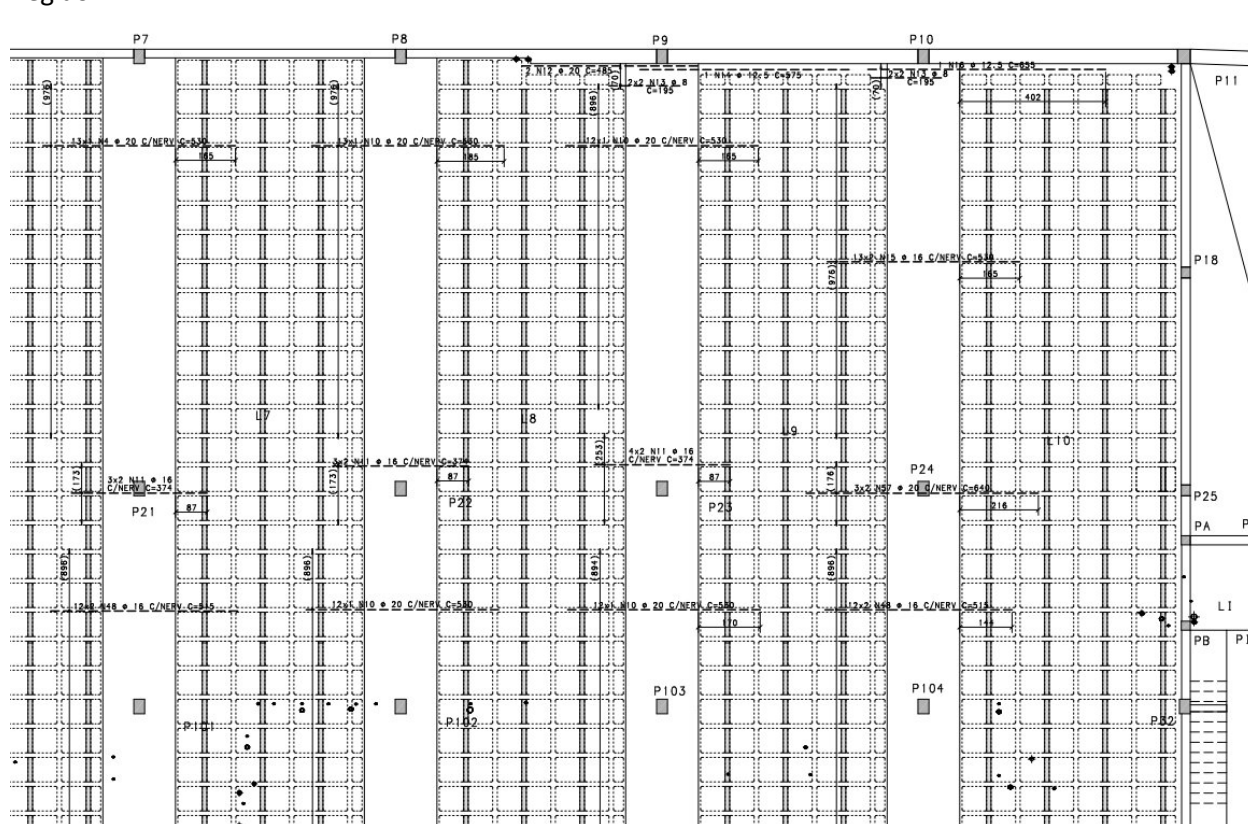 P7
P8
P9
P10
P11
2 N12 ø 20 C=485
(70)
2x2 N13 ø 8
C=195
1 N14 ø 12.5 C=575
(70)
2x2 N13 ø 8
C=195
1 N16 ø 12.5 C=855
402
(976)
(976)
(896)
13x1 N4 ø 20 C/NERV C=530
165
13x1 N10 ø 20 C/NERV C=530
185
12x1 N10 ø 20 C/NERV C=530
165
P18
(976)
13x2 N15 ø 16 C/NERV C=530
165
L7
L8
L9
L10
(173)
3x2 N11 ø 16
C/NERV C=374
87
(173)
3x2 N11 ø 16 C/NERV C=374
87
(253)
4x2 N11 ø 16
C/NERV C=374
87
P24
(176)
3x2 N57 ø 20 C/NERV C=640
216
P21
P22
P23
P25
PA
(896)
(896)
(894)
(896)
12x2 N48 ø 16 C/NERV C=515
12x1 N10 ø 20 C/NERV C=530
12x1 N10 ø 20 C/NERV C=530
170
12x2 N48 ø 16 C/NERV C=515
144
LI
PB
P101
P102
P103
P104
P32